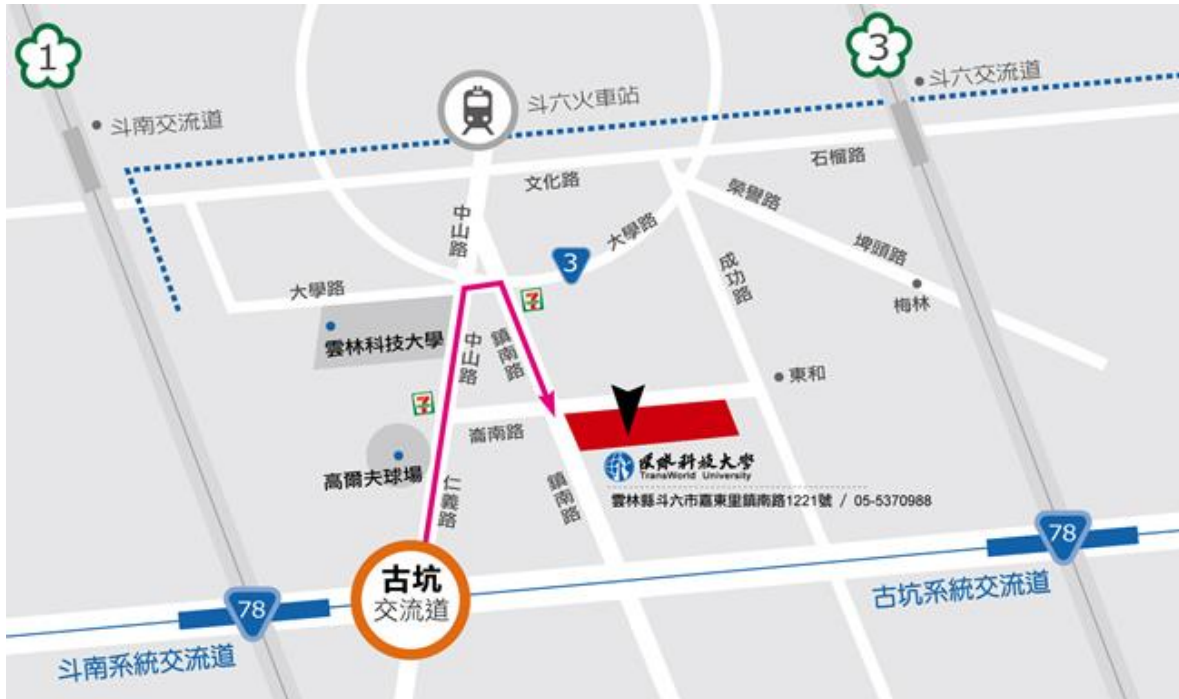 1
3
斗六交流道
斗南交流道
斗六火車站
石榴路
文化路
榮譽路
中山路
大學路
埤頭路
3
成功路
大學路
梅林
7
雲林科技大學
中山路
鎮南路
東和
7
崙南路
環球科技大學
TransWorld University
高爾夫球場
仁義路
鎮南路
雲林縣斗六市嘉東里鎮南路1221號 / 05-5370988
78
古坑
交流道
古坑系統交流道
78
斗南系統交流道